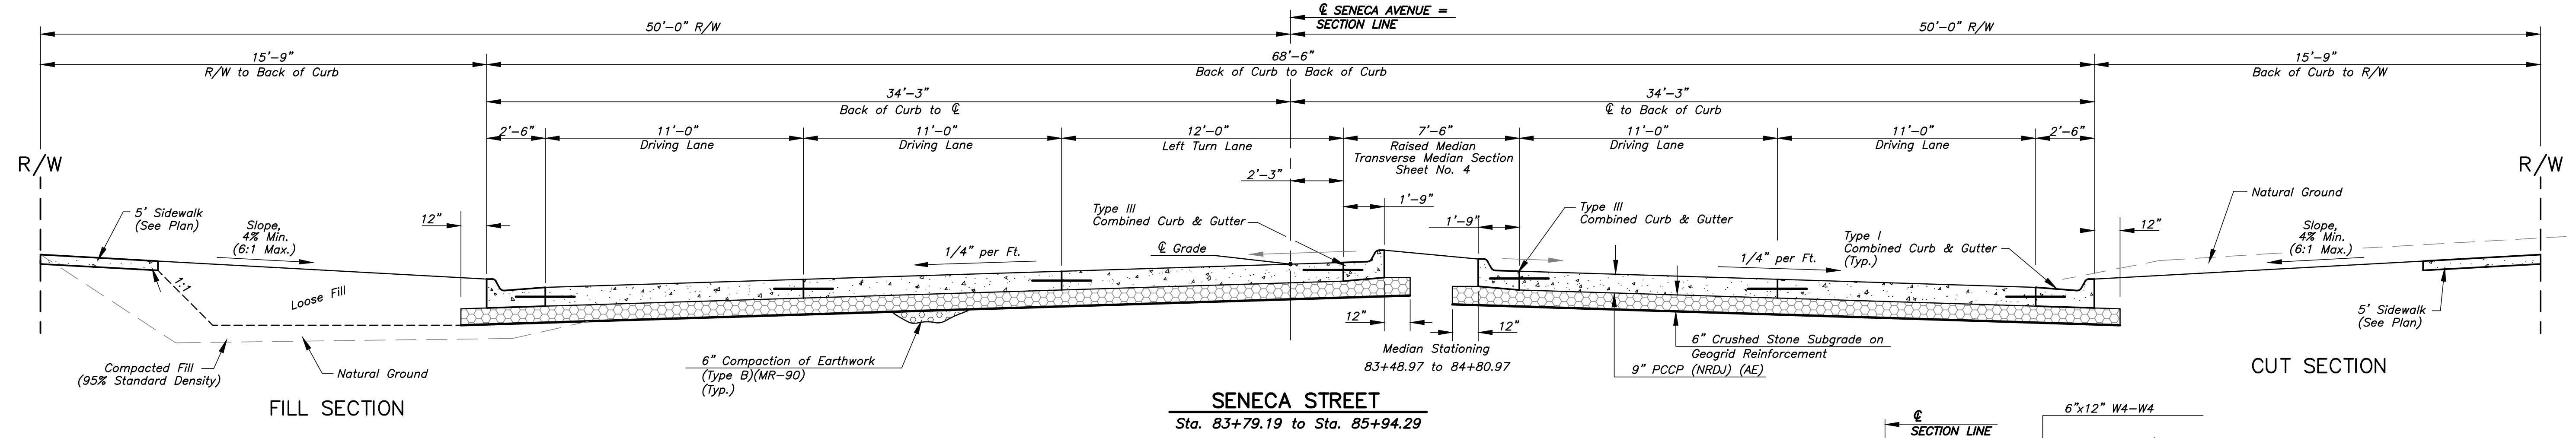 ℄ SENECA AVENUE =
SECTION LINE
50'-0" R/W
50'-0" R/W
15'-9"
R/W to Back of Curb
68'-6"
Back of Curb to Back of Curb
15'-9"
Back of Curb to R/W
34'-3"
Back of Curb to ℄
34'-3"
℄ to Back of Curb
2'-6"
11'-0"
Driving Lane
11'-0"
Driving Lane
12'-0"
Left Turn Lane
7'-6"
Raised Median
Transverse Median Section
Sheet No. 4
11'-0"
Driving Lane
11'-0"
Driving Lane
2'-6"
R/W
R/W
2'-3"
1'-9"
1'-9"
5' Sidewalk
(See Plan)
Slope,
4% Min.
(6:1 Max.)
12"
Type III
Combined Curb & Gutter
℄ Grade
1/4" per Ft.
Type III
Combined Curb & Gutter
1/4" per Ft.
Type I
Combined Curb & Gutter
(Typ.)
12"
Natural Ground
Slope,
4% Min.
(6:1 Max.)
1:1
Loose Fill
5' Sidewalk
(See Plan)
12"
12"
Compacted Fill
(95% Standard Density)
Natural Ground
6" Compaction of Earthwork
(Type B)(MR-90)
(Typ.)
Median Stationing
83+48.97 to 84+80.97
6" Crushed Stone Subgrade on
Geogrid Reinforcement
9" PCCP (NRDJ) (AE)
FILL SECTION
CUT SECTION
SENECA STREET
Sta. 83+79.19 to Sta. 85+94.29
℄
SECTION LINE
6"x12" W4-W4